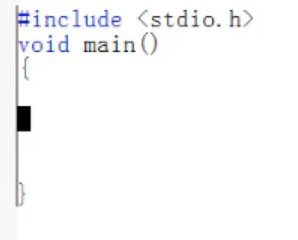 #include <stdio.h>
void main()
{
}